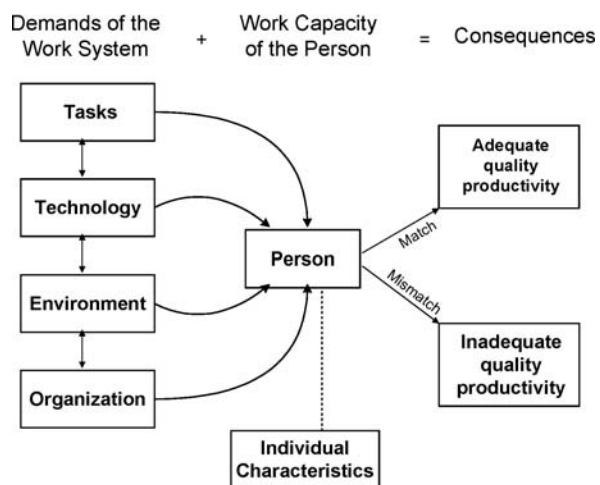 Demands of the
Work System
+
Work Capacity
of the Person
=
Consequences
Tasks
Technology
Environment
Organization
Person
Individual
Characteristics
Match
Mismatch
Adequate
quality
productivity
Inadequate
quality
productivity